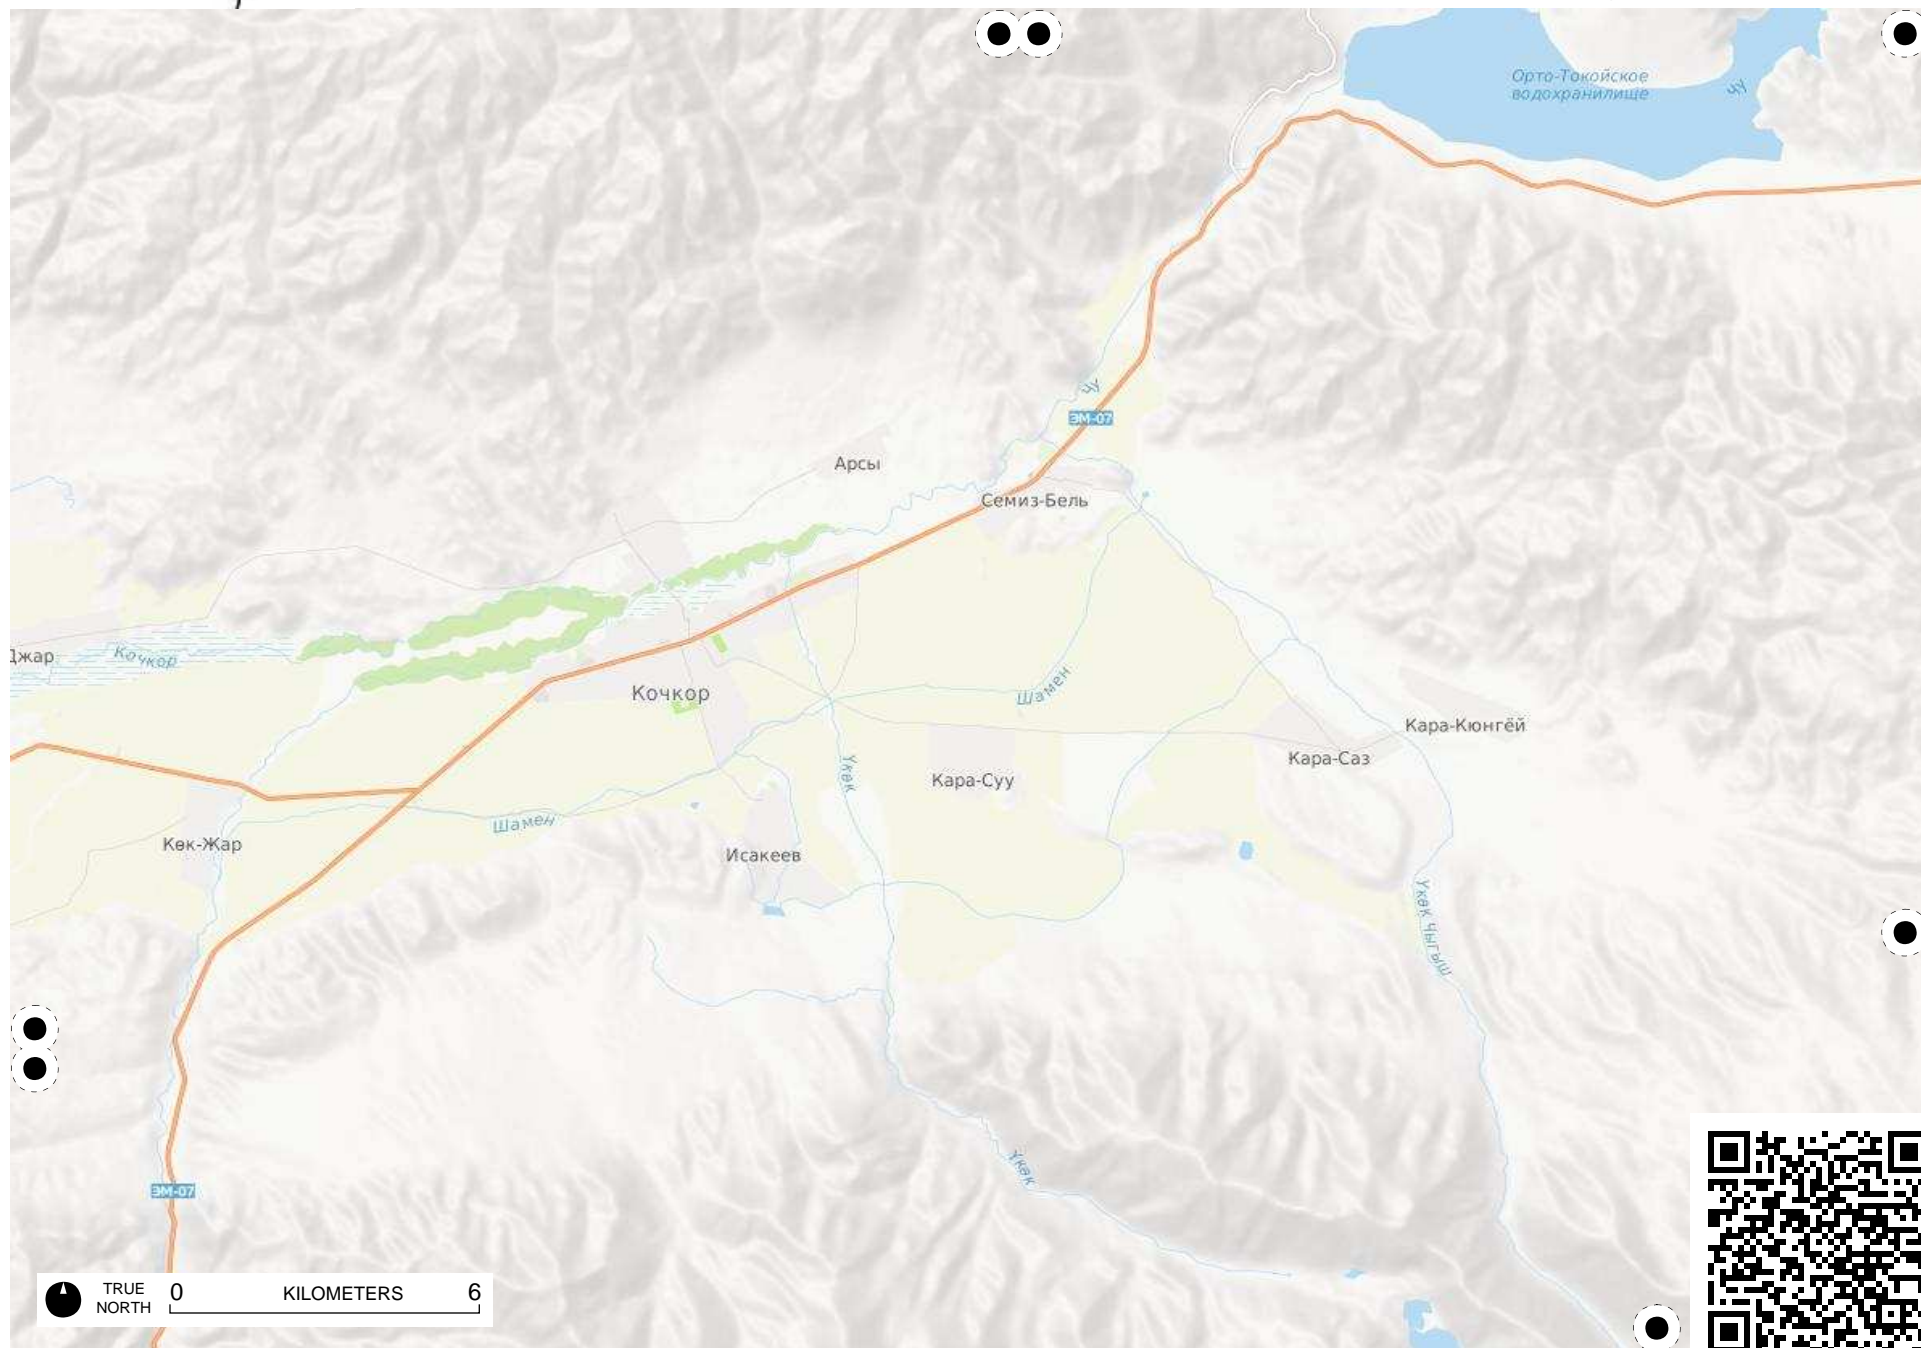 Орто-Токойское
водохранилище
Чу
Чу
ЭМ-07
Арсы
Семиз-Бель
Джар
Кочкор
Кочкор
Шамен
Кара-Кюнгёй
Кара-Саз
Кара-Суу
Үкөк
Шамен
Көк-Жар
Исакеев
Үкөк Чыгыш
Үкөк
ЭМ-07
TRUE
NORTH
0 KILOMETERS 6